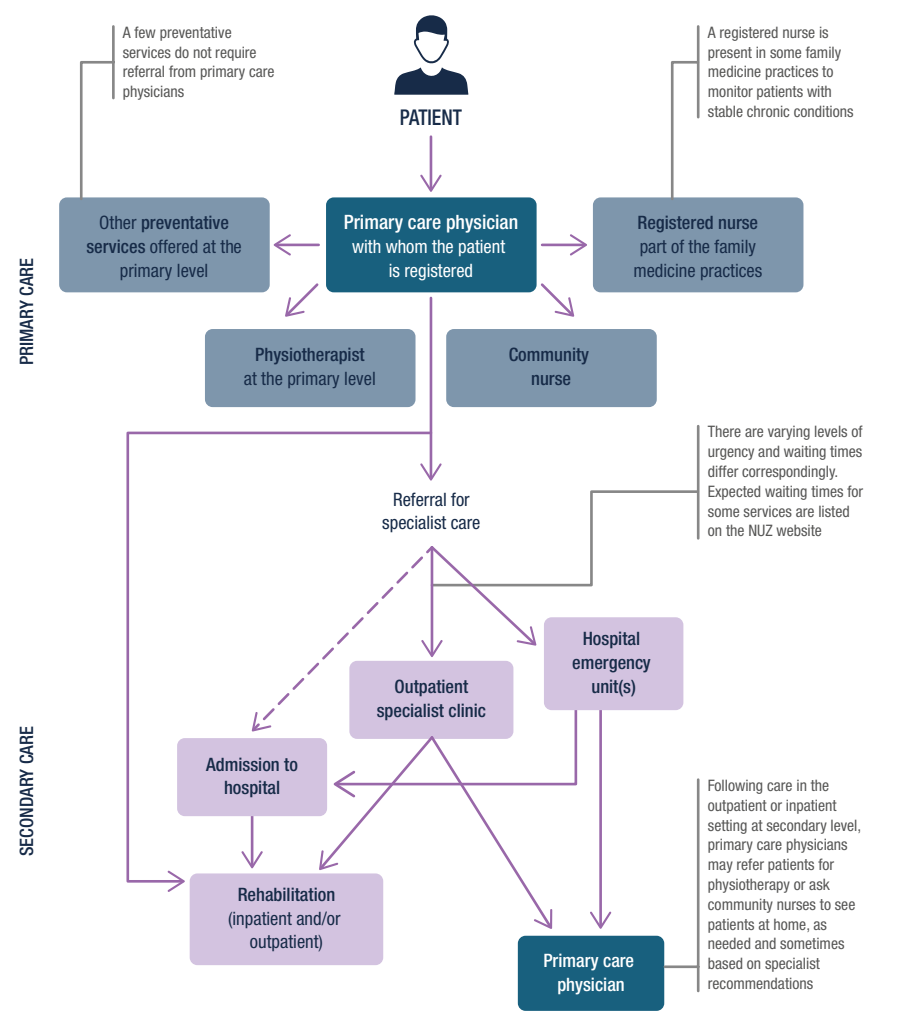 A few preventative
services do not require
referral from primary care
physicians
PATIENT
A registered nurse is
present in some family
medicine practices to
monitor patients with
stable chronic conditions
PRIMARY CARE
Other preventative
services offered at the
primary level
Primary care physician
with whom the patient
is registered
Registered nurse
part of the family
medicine practices
Physiotherapist
at the primary level
Community
nurse
There are varying levels of
urgency and waiting times
differ correspondingly.
Expected waiting times for
some services are listed
on the NUZ website
Referral for
specialist care
SECONDARY CARE
Hospital
emergency
unit(s)
Outpatient
specialist clinic
Admission to
hospital
Rehabilitation
(inpatient and/or
outpatient)
Primary care
physician
Following care in the
outpatient or inpatient
setting at secondary level,
primary care physicians
may refer patients for
physiotherapy or ask
community nurses to see
patients at home, as
needed and sometimes
based on specialist
recommendations